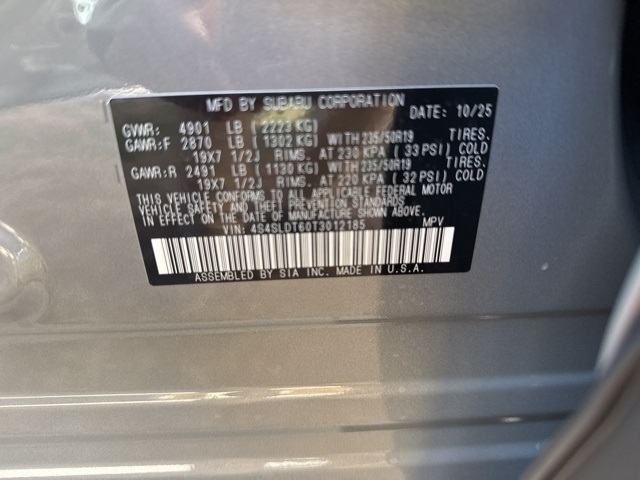 MFD BY SUBARU CORPORATION DATE: 10/25
GVWR: 4901 LB ( 2223 KG)
GAWR:F 2870 LB ( 1302 KG) WITH 235/50R19 TIRES.
19X7 1/2J RIMS. AT 230 KPA ( 33 PSI) COLD
GAWR:R 2491 LB ( 1130 KG) WITH 235/50R19 TIRES.
19X7 1/2J RIMS. AT 220 KPA ( 32 PSI) COLD
THIS VEHICLE CONFORMS TO ALL APPLICABLE FEDERAL MOTOR
VEHICLE SAFETY AND THEFT PREVENTION STANDARDS
IN EFFECT ON THE DATE OF MANUFACTURE SHOWN ABOVE.
VIN: 4S4SLDT60T3012185 MPV
ASSEMBLED BY SIA INC. MADE IN U.S.A.